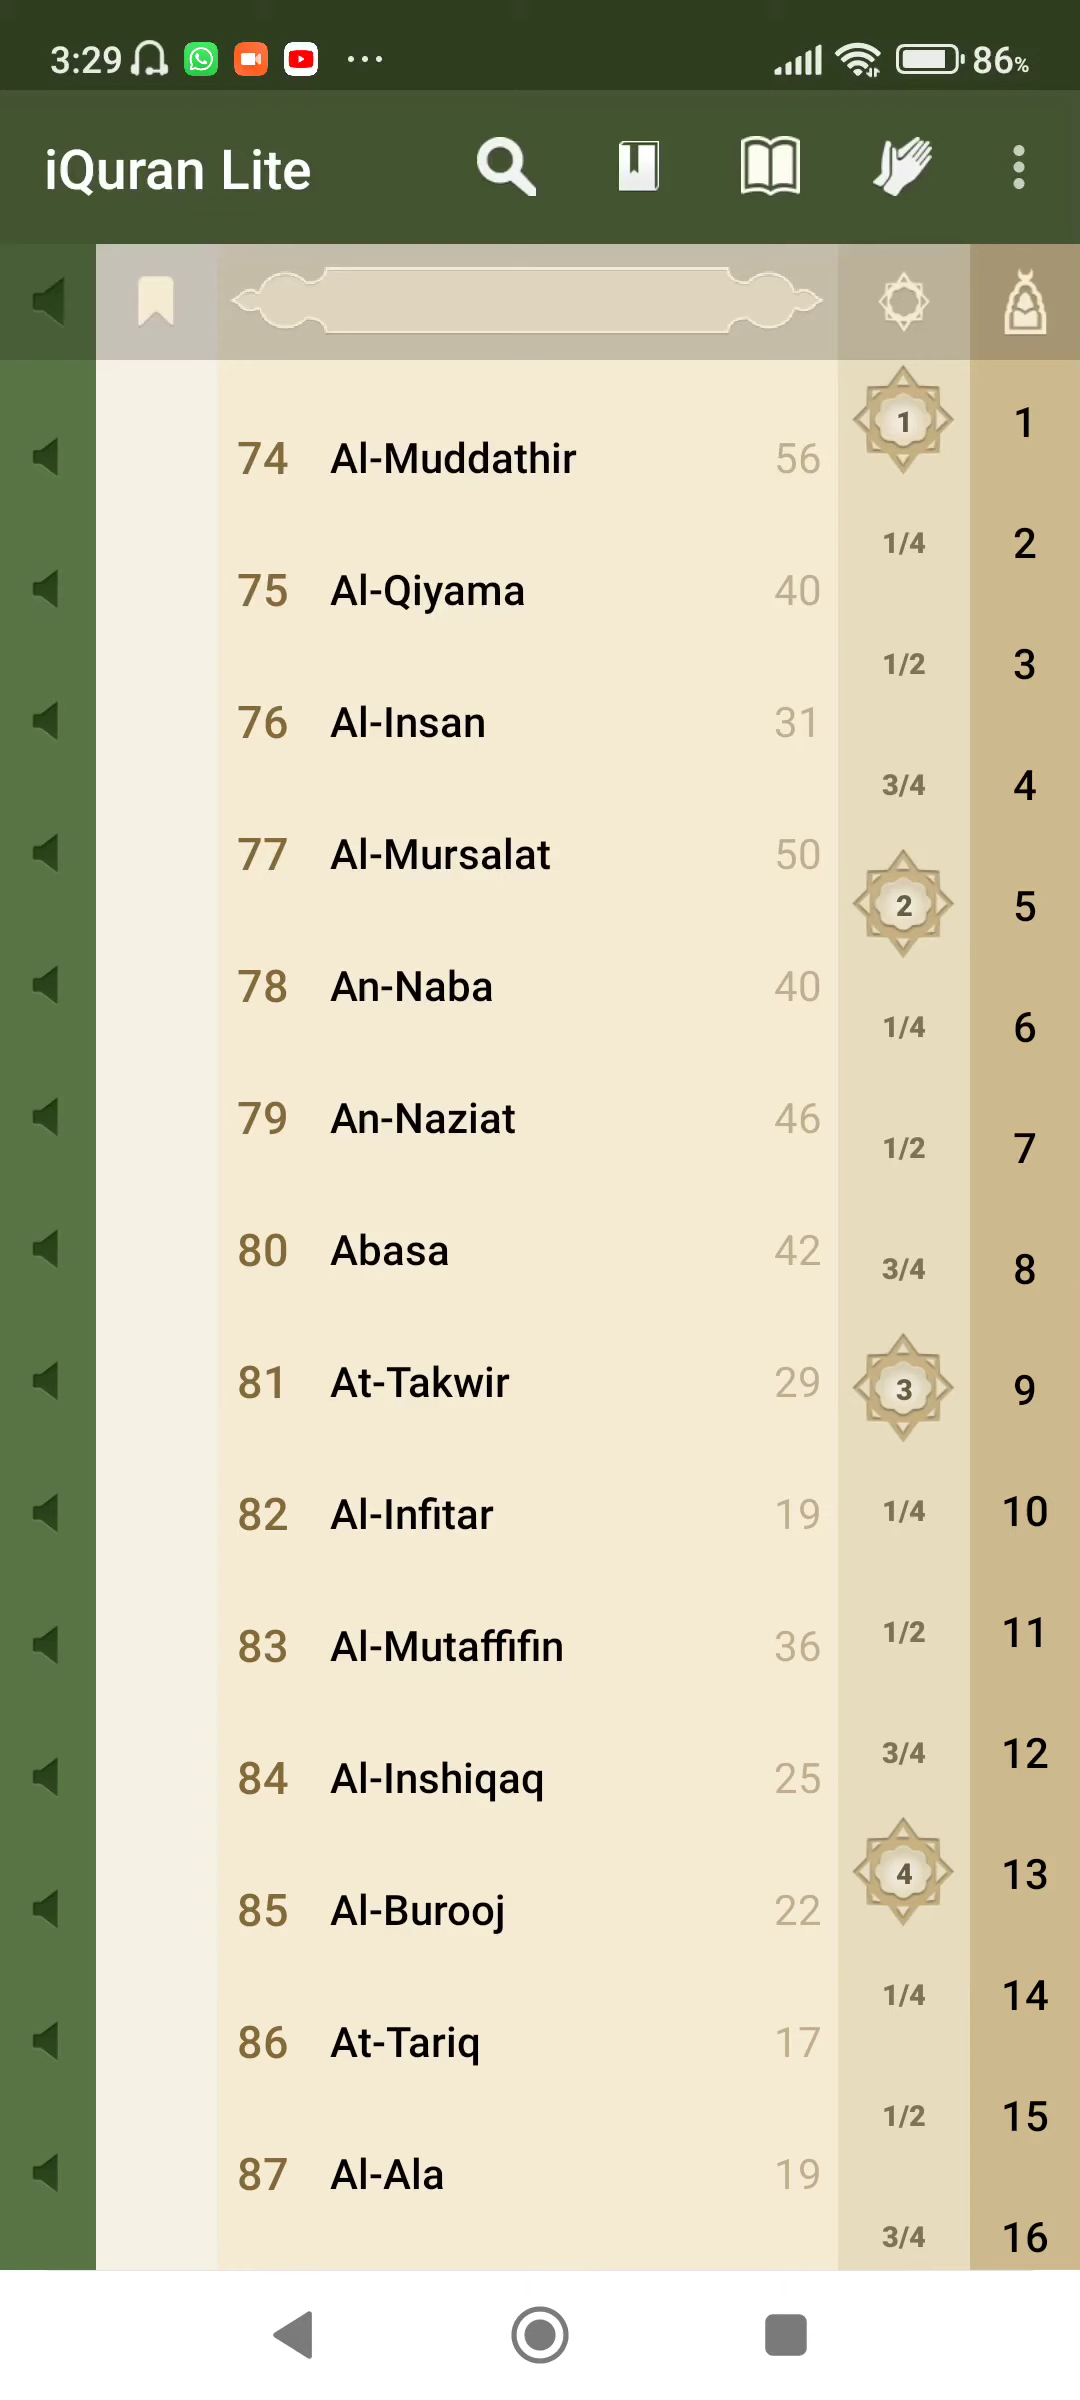 3:29 ... 86%
iQuran Lite
74 Al-Muddathir 56
75 Al-Qiyama 40
76 Al-Insan 31
77 Al-Mursalat 50
78 An-Naba 40
79 An-Naziat 46
80 Abasa 42
81 At-Takwir 29
82 Al-Infitar 19
83 Al-Mutaffifin 36
84 Al-Inshiqaq 25
85 Al-Burooj 22
86 At-Tariq 17
87 Al-Ala 19
1
1/4
1/2
3/4
2
1/4
1/2
3/4
3
1/4
1/2
3/4
4
1/4
1/2
3/4
1
2
3
4
5
6
7
8
9
10
11
12
13
14
15
16